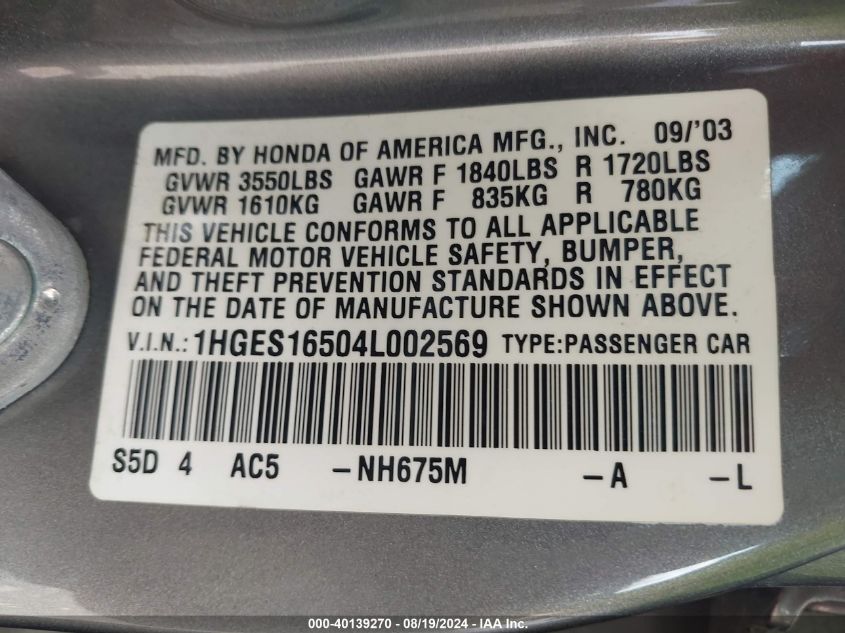 MFD. BY HONDA OF AMERICA MFG., INC. 09/'03
GVWR 3550LBS GAWR F 1840LBS R 1720LBS
GVWR 1610KG GAWR F 835KG R 780KG
THIS VEHICLE CONFORMS TO ALL APPLICABLE
FEDERAL MOTOR VEHICLE SAFETY, BUMPER,
AND THEFT PREVENTION STANDARDS IN EFFECT
ON THE DATE OF MANUFACTURE SHOWN ABOVE.
V.I.N.: 1HGES16504L002569 TYPE:PASSENGER CAR
S5D 4 AC5 -NH675M -A -L
000-40139270 - 08/19/2024 - IAA Inc.